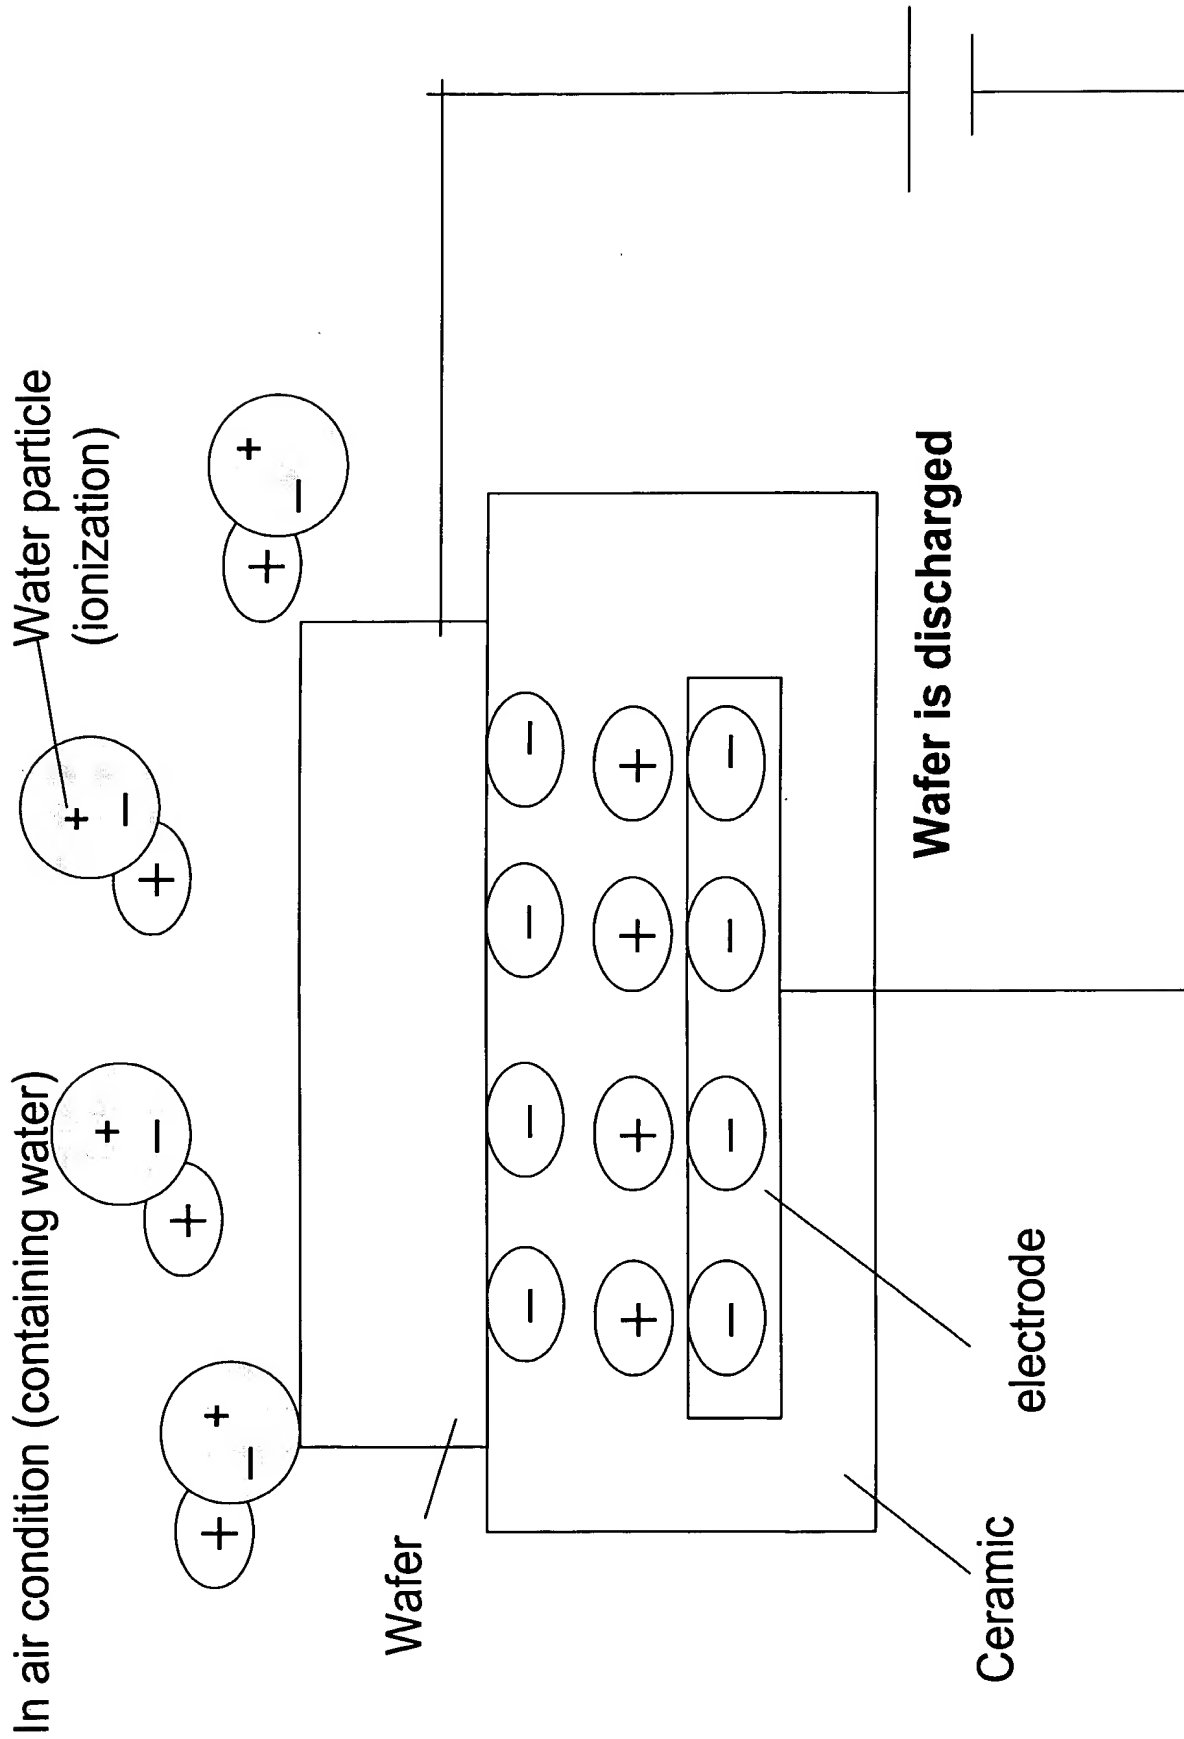 In air condition (containing water)
Water particle
(ionization)
+
−
+
+
−
+
+
−
+
+
−
+
Wafer
− − − −
+ + + +
− − − −
Wafer is discharged
electrode
Ceramic